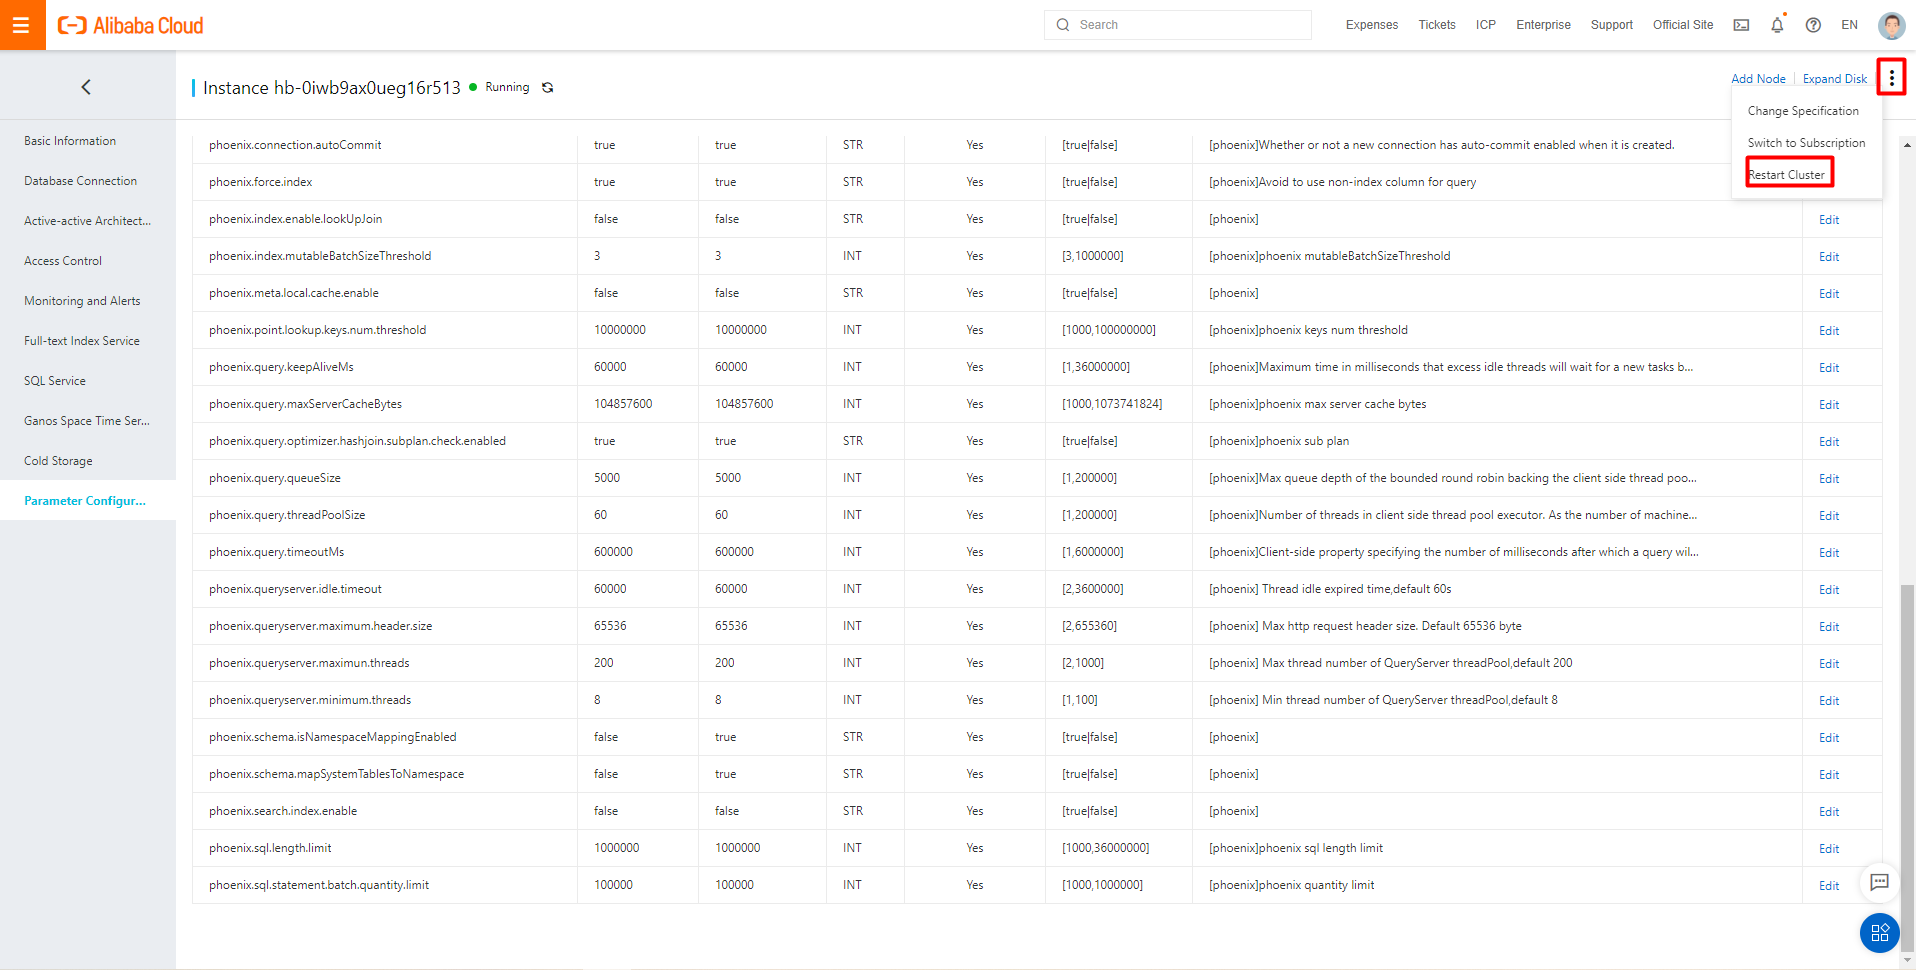 Alibaba Cloud
Search
Expenses Tickets ICP Enterprise Support Official Site EN
Instance hb-0iwb9ax0ueg16r513 Running
Add Node Expand Disk
Change Specification
Switch to Subscription
Restart Cluster
Basic Information
Database Connection
Active-active Architect...
Access Control
Monitoring and Alerts
Full-text Index Service
SQL Service
Ganos Space Time Ser...
Cold Storage
Parameter Configur...
phoenix.connection.autoCommit true true STR Yes [true|false] [phoenix]Whether or not a new connection has auto-commit enabled when it is created.
phoenix.force.index true true STR Yes [true|false] [phoenix]Avoid to use non-index column for query
phoenix.index.enable.lookUpJoin false false STR Yes [true|false] [phoenix] Edit
phoenix.index.mutableBatchSizeThreshold 3 3 INT Yes [3,1000000] [phoenix]phoenix mutableBatchSizeThreshold Edit
phoenix.meta.local.cache.enable false false STR Yes [true|false] [phoenix] Edit
phoenix.point.lookup.keys.num.threshold 10000000 10000000 INT Yes [1000,100000000] [phoenix]phoenix keys num threshold Edit
phoenix.query.keepAliveMs 60000 60000 INT Yes [1,36000000] [phoenix]Maximum time in milliseconds that excess idle threads will wait for a new tasks b... Edit
phoenix.query.maxServerCacheBytes 104857600 104857600 INT Yes [1000,1073741824] [phoenix]phoenix max server cache bytes Edit
phoenix.query.optimizer.hashjoin.subplan.check.enabled true true STR Yes [true|false] [phoenix]phoenix sub plan Edit
phoenix.query.queueSize 5000 5000 INT Yes [1,200000] [phoenix]Max queue depth of the bounded round robin backing the client side thread poo... Edit
phoenix.query.threadPoolSize 60 60 INT Yes [1,200000] [phoenix]Number of threads in client side thread pool executor. As the number of machine... Edit
phoenix.query.timeoutMs 600000 600000 INT Yes [1,6000000] [phoenix]Client-side property specifying the number of milliseconds after which a query wil... Edit
phoenix.queryserver.idle.timeout 60000 60000 INT Yes [2,3600000] [phoenix] Thread idle expired time,default 60s Edit
phoenix.queryserver.maximum.header.size 65536 65536 INT Yes [2,655360] [phoenix] Max http request header size. Default 65536 byte Edit
phoenix.queryserver.maximun.threads 200 200 INT Yes [2,1000] [phoenix] Max thread number of QueryServer threadPool,default 200 Edit
phoenix.queryserver.minimum.threads 8 8 INT Yes [1,100] [phoenix] Min thread number of QueryServer threadPool,default 8 Edit
phoenix.schema.isNamespaceMappingEnabled false true STR Yes [true|false] [phoenix] Edit
phoenix.schema.mapSystemTablesToNamespace false true STR Yes [true|false] [phoenix] Edit
phoenix.search.index.enable false false STR Yes [true|false] [phoenix] Edit
phoenix.sql.length.limit 1000000 1000000 INT Yes [1000,36000000] [phoenix]phoenix sql length limit Edit
phoenix.sql.statement.batch.quantity.limit 100000 100000 INT Yes [1000,1000000] [phoenix]phoenix quantity limit Edit